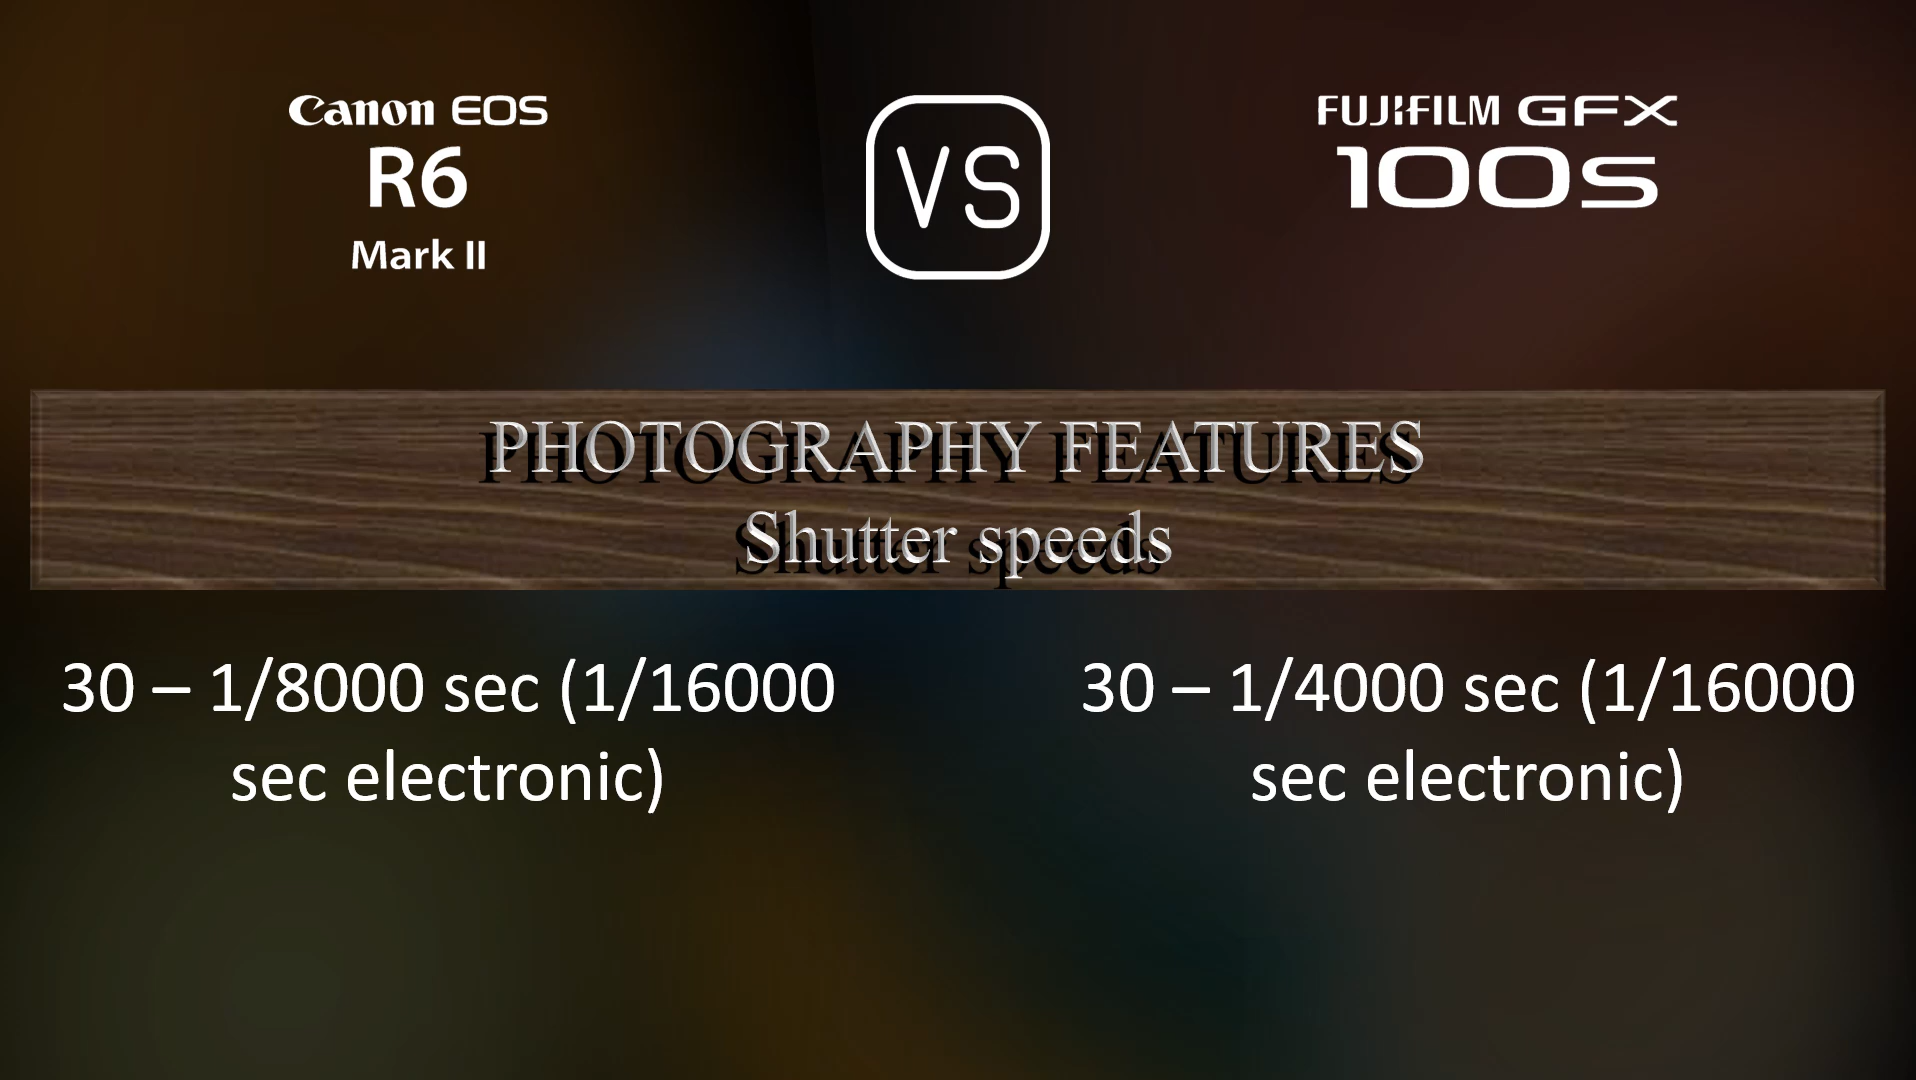 Canon EOS
R6
Mark II
VS
FUJIFILM GFX
100S
PHOTOGRAPHY FEATURES
Shutter speeds
30 – 1/8000 sec (1/16000
sec electronic)
30 – 1/4000 sec (1/16000
sec electronic)